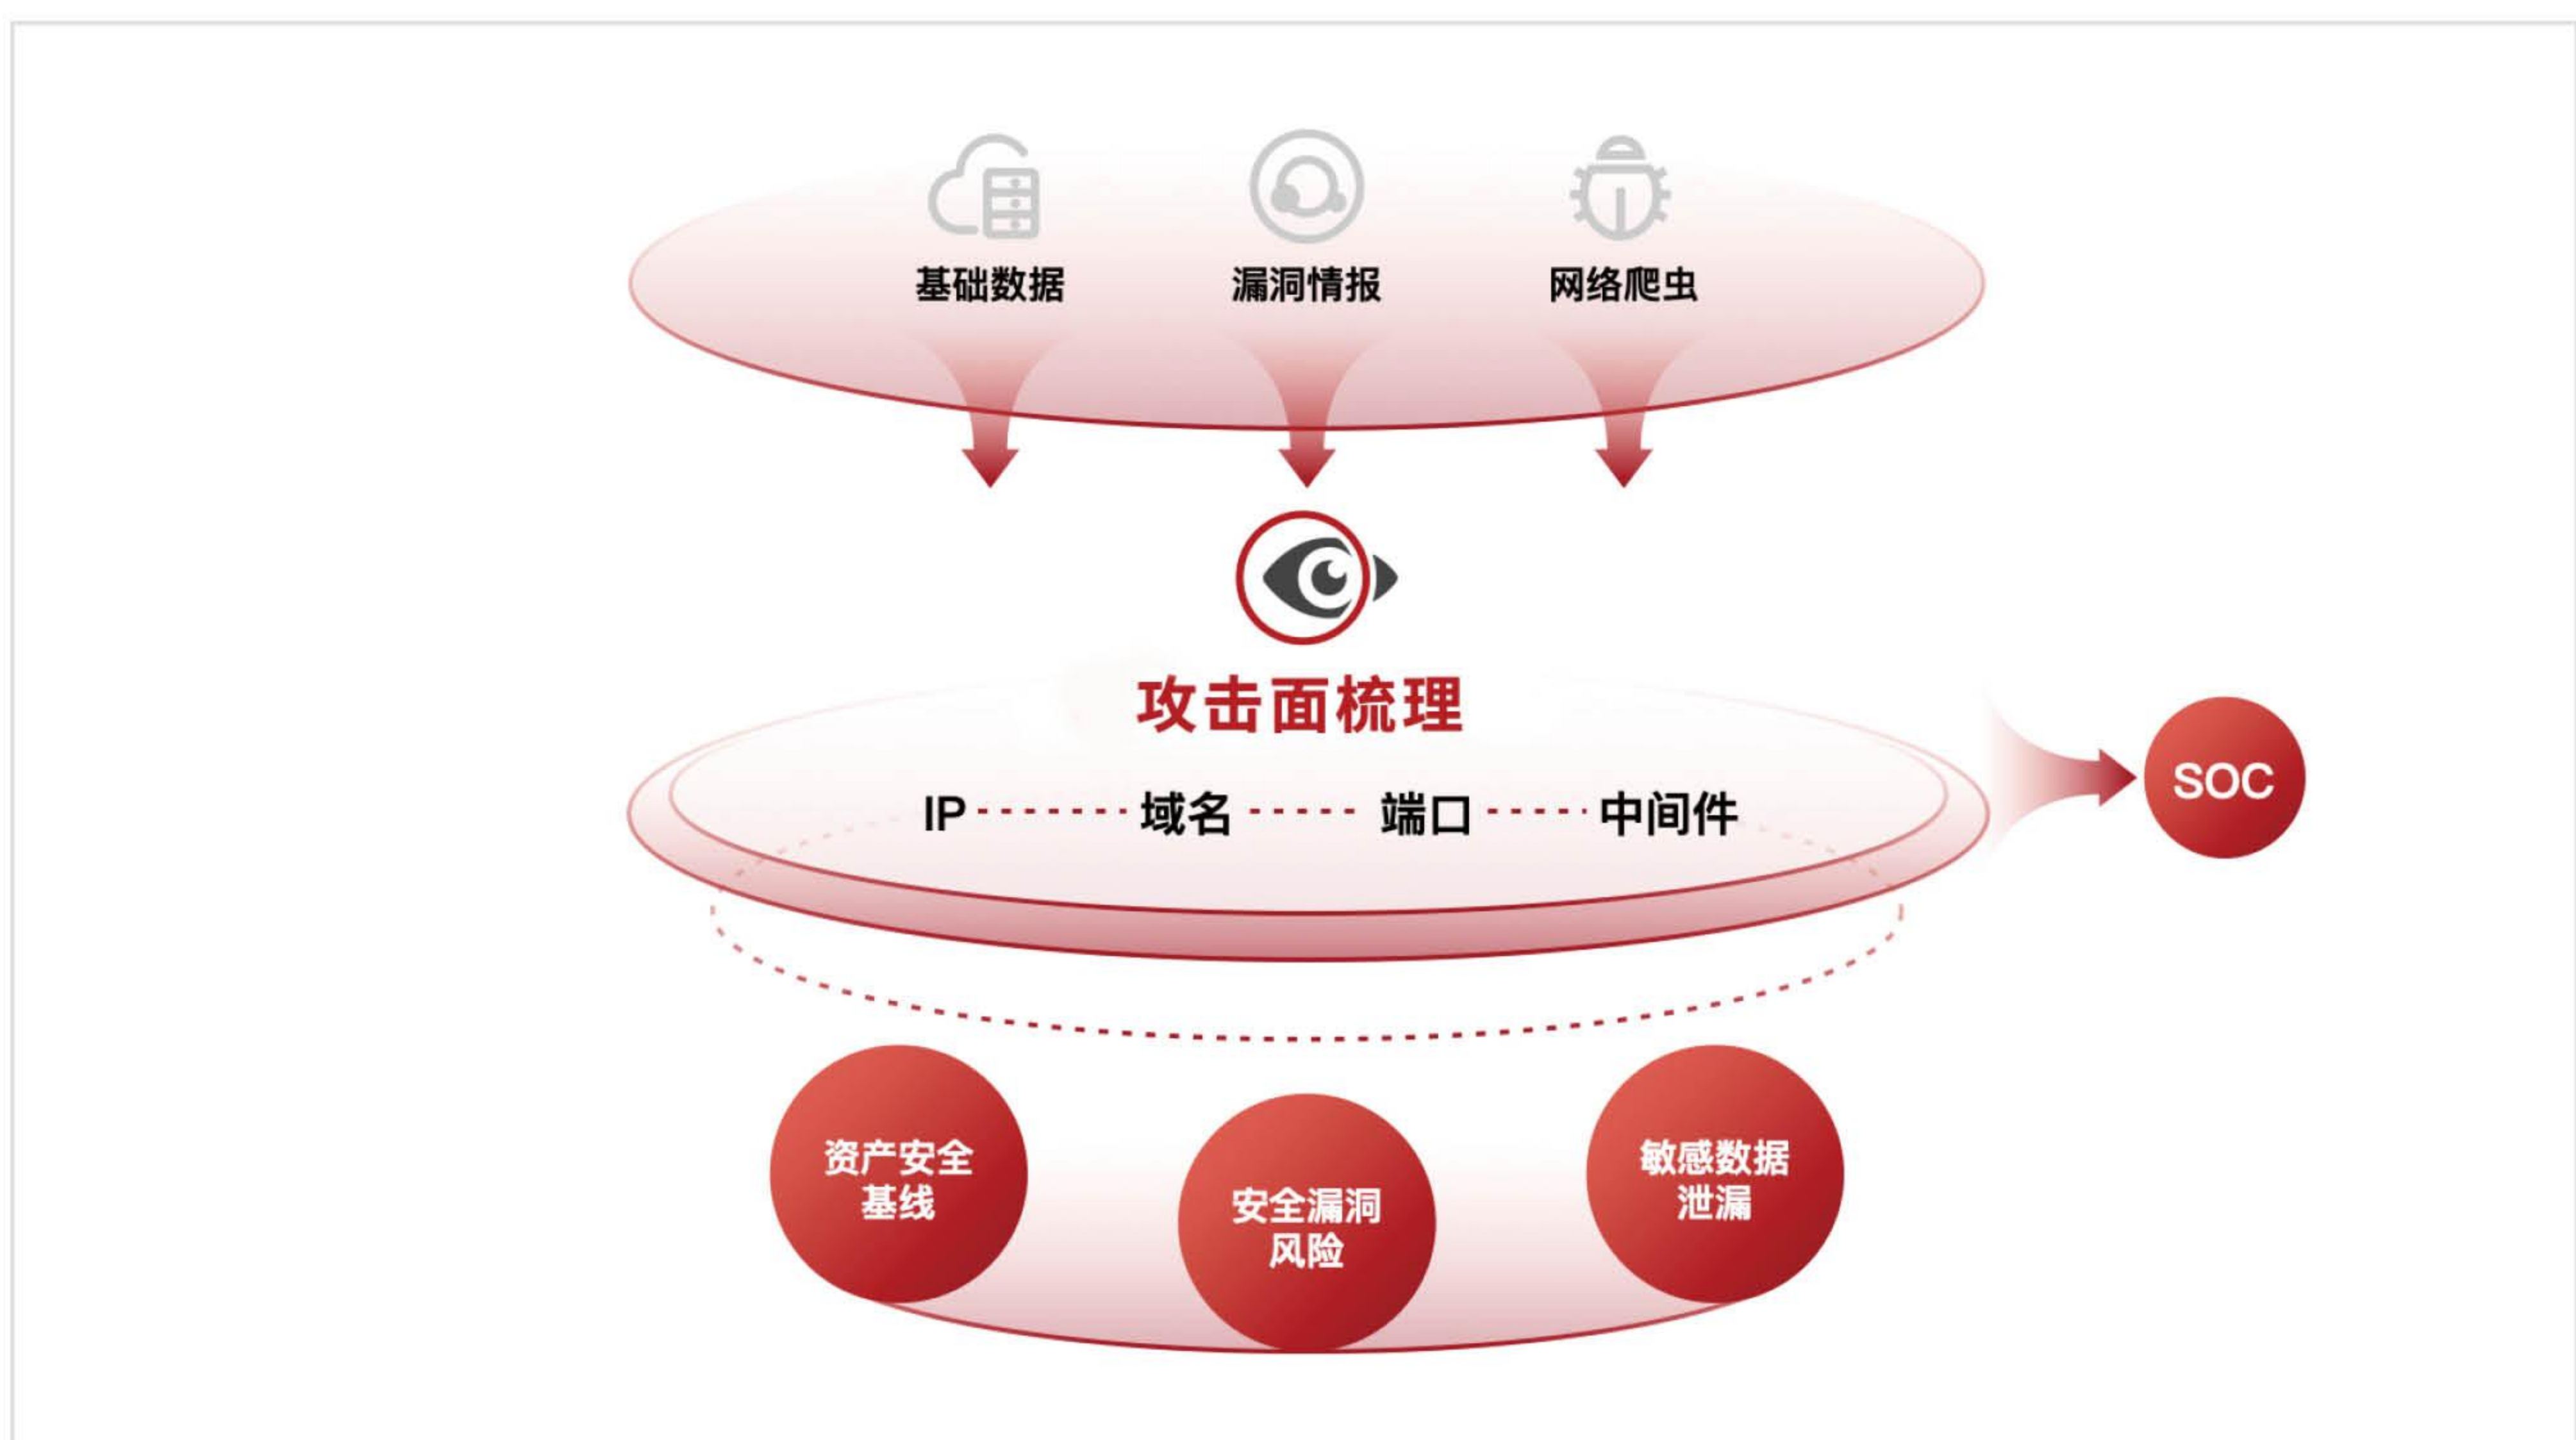 基础数据
漏洞情报
网络爬虫
攻击面梳理
IP
域名
端口
中间件
SOC
资产安全
基线
安全漏洞
风险
敏感数据
泄漏